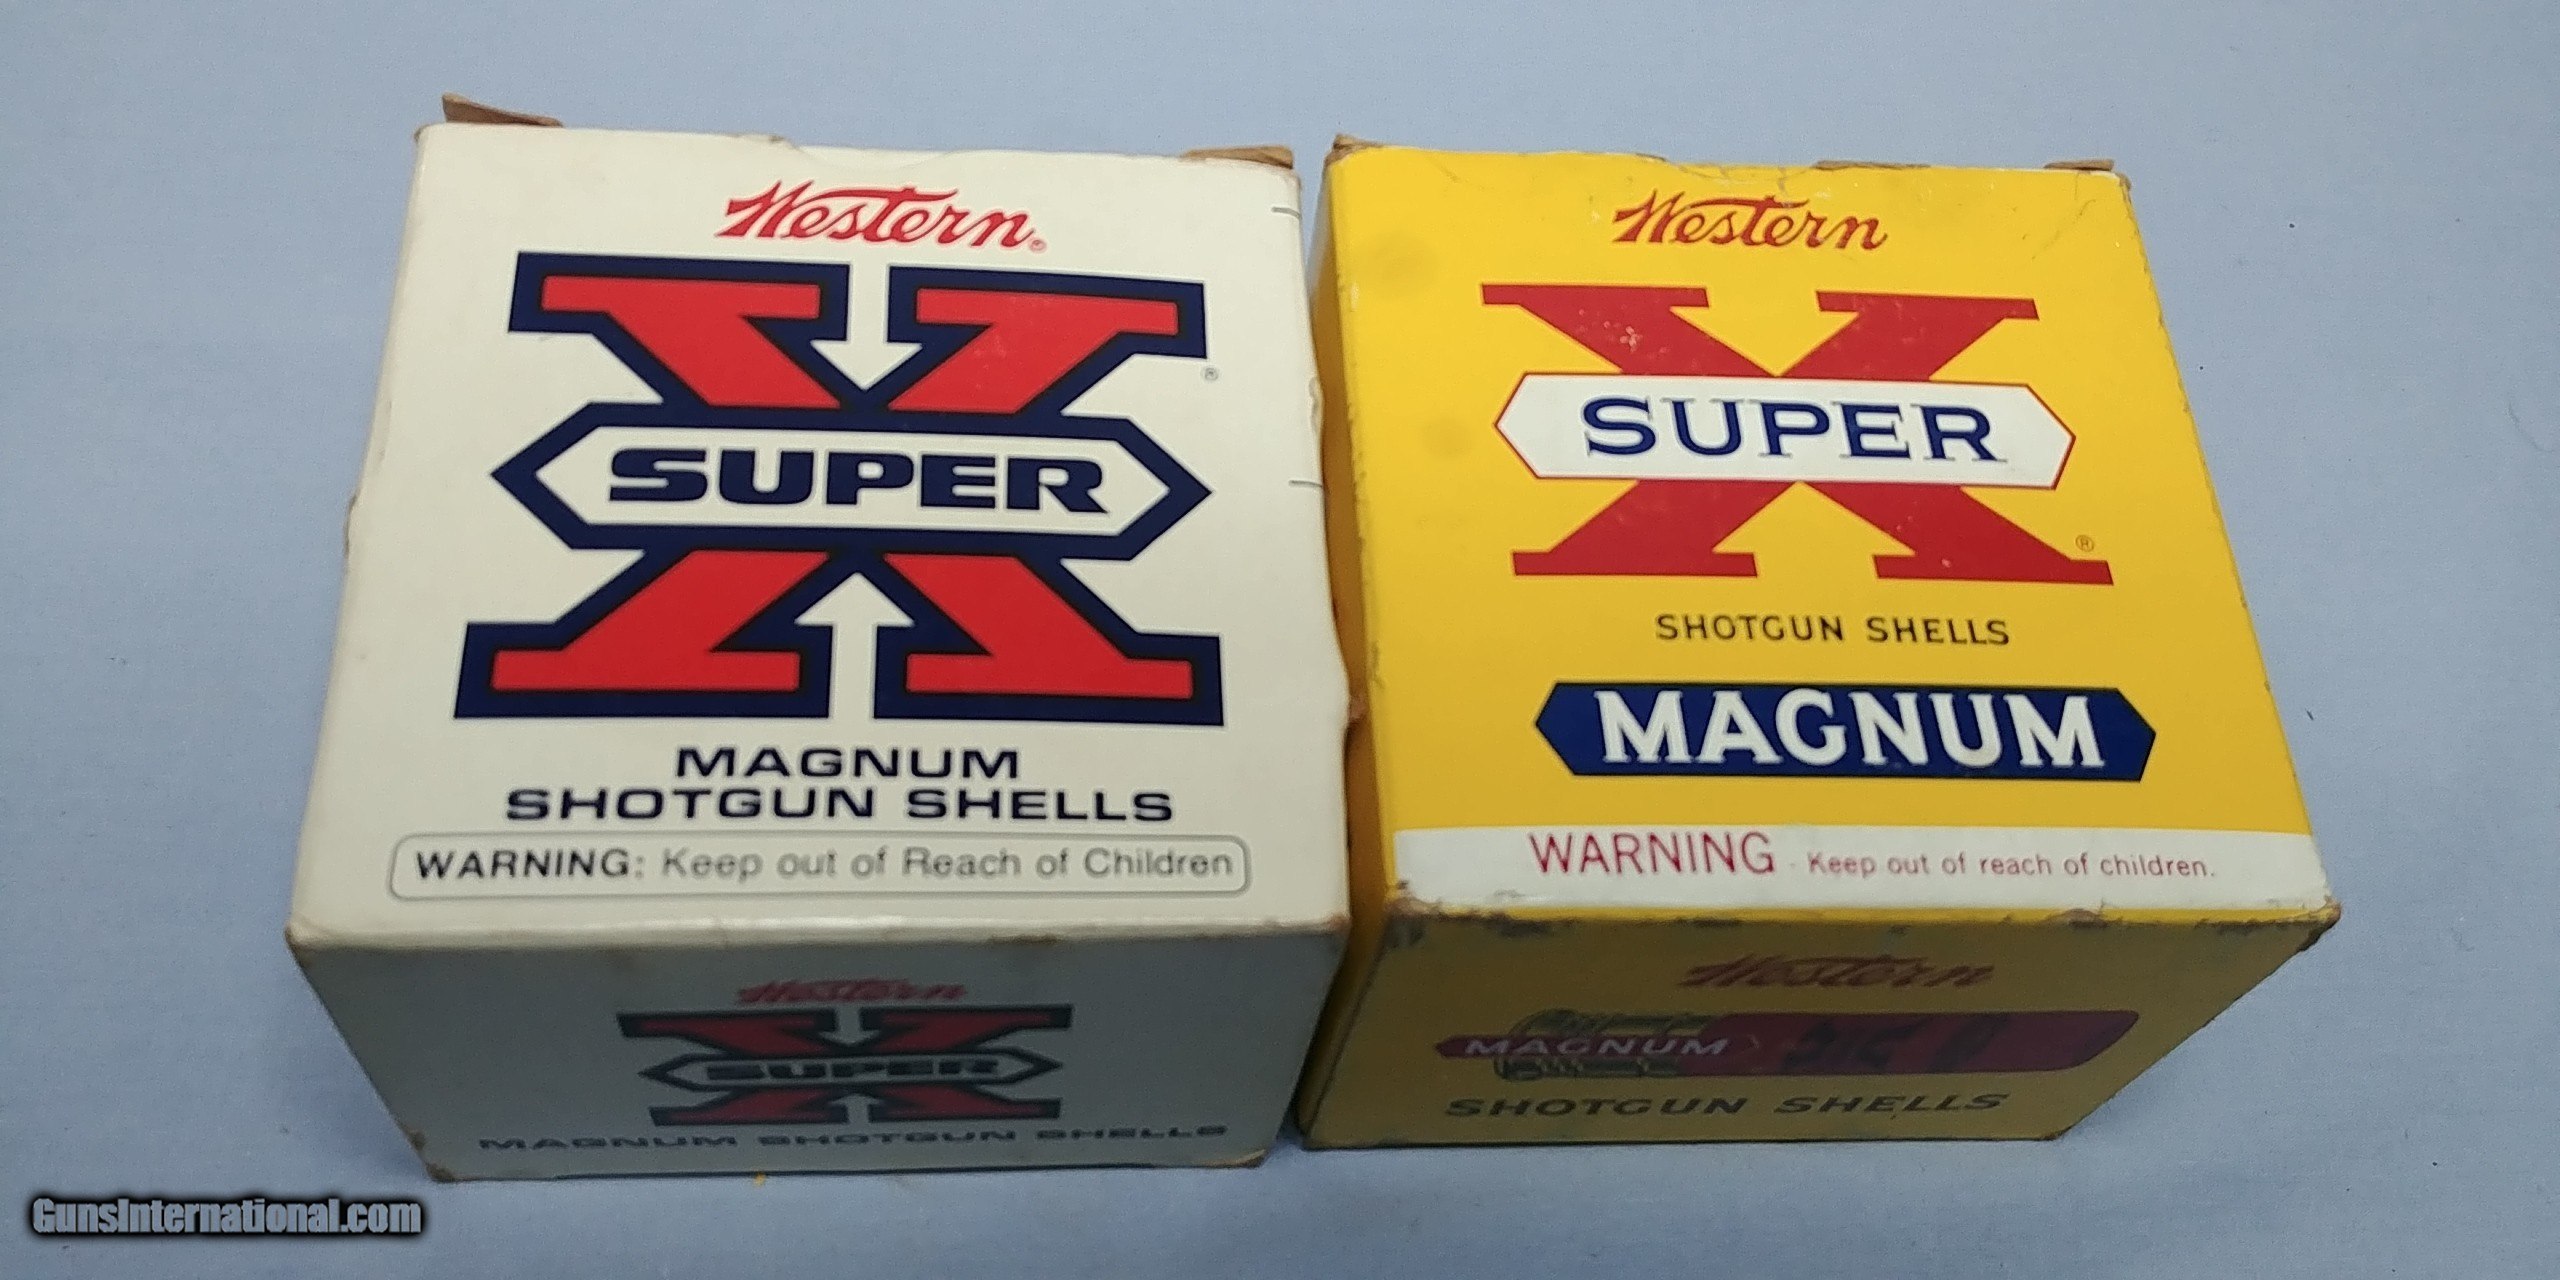 Western®
X
SUPER
®
MAGNUM
SHOTGUN SHELLS
WARNING: Keep out of Reach of Children
Western
X
SUPER
MAGNUM SHOTGUN SHELLS
Western
X
SUPER
®
SHOTGUN SHELLS
MAGNUM
WARNING - Keep out of reach of children.
Western
MAGNUM
SHOTGUN SHELLS
GunsInternational.com